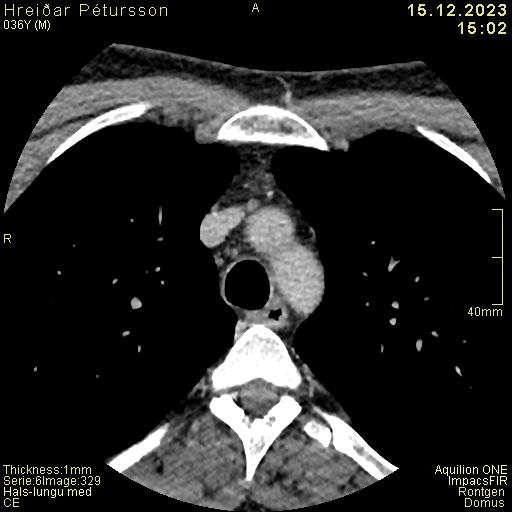 Hreiðar Pétursson
036Y (M)
A
15.12.2023
15:02
R
40mm
Thickness:1mm
Serie:6Image:329
Hals-lungu med
CE
Aquilion ONE
ImpacsFIR
Rontgen
Domus